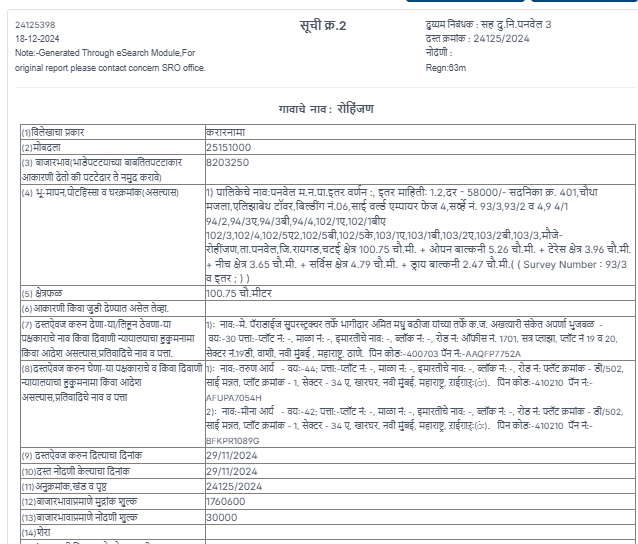 24125398
18-12-2024
Note:-Generated Through eSearch Module,For
original report please contact concern SRO office.
सूची क्र.2
दुय्यम निबंधक : सह दु.नि.पनवेल 3
दस्त क्रमांक : 24125/2024
नोदंणी :
Regn:63m
गावाचे नाव : रोहिंजण
(1)विलेखाचा प्रकार करारनामा
(2)मोबदला 25151000
(3) बाजारभाव(भाडेपटटयाच्या बाबतितपटटाकार 8203250
आकारणी देतो की पटटेदार ते नमुद करावे)
(4) भू-मापन,पोटहिस्सा व घरक्रमांक(असल्यास) 1) पालिकेचे नाव:पनवेल म.न.पा.इतर वर्णन :, इतर माहिती: 1.2,दर - 58000/- सदनिका क्र. 401,चौथा
मजला,एलिझाबेथ टॉवर,बिल्डींग नं.06,साई वर्ल्ड एम्पायर फेज 4,सर्व्हे नं. 93/3,93/2 व 4,9 4/1
94/2,94/3ए,94/3बी,94/4,102/1ए,102/1बीए
102/3,102/4,102/5ए2,102/5बी,102/5के,103/1ए,103/1बी,103/2ए,103/2बी,103/3,मौजे-
रोहींजण,ता.पनवेल,जि.रायगड,चटई क्षेत्र 100.75 चौ.मी. + ओपन बाल्कनी 5.26 चौ.मी. + टेरेस क्षेत्र 3.96 चौ.मी.
+ नीच क्षेत्र 3.65 चौ.मी. + सर्विस क्षेत्र 4.79 चौ.मी. + ड्राय बाल्कनी 2.47 चौ.मी.( ( Survey Number : 93/3
व इतर ; ) )
(5) क्षेत्रफळ 100.75 चौ.मीटर
(6)आकारणी किंवा जुडी देण्यात असेल तेव्हा.
(7) दस्तऐवज करुन देणा-या/लिहून ठेवणा-या 1): नाव:-मे. पॅराडाईज सुपरस्ट्रक्चर तर्फे भागीदार अमित मधु बठीजा यांच्या तर्फे क.ज. अखत्यारी संकेत अपर्णा भुजबळ -
पक्षकाराचे नाव किंवा दिवाणी न्यायालयाचा हुकुमनामा -वय:-30 पत्ता:-प्लॉट नं: -, माळा नं: -, इमारतीचे नाव: -, ब्लॉक नं: -, रोड नं: ऑफीस नं. 1701, सत्र प्लाझा, प्लॉट नं 19 व 20,
किंवा आदेश असल्यास,प्रतिवादिचे नाव व पत्ता. सेक्टर नं.19डी, वाशी, नवी मुंबई , महाराष्ट्र, ठाणे. पिन कोड:-400703 पॅन नं:-AAQFP7752A
(8)दस्तऐवज करुन घेणा-या पक्षकाराचे व किंवा दिवाणी 1): नाव:-तरुण आर्य - वय:-44; पत्ता:-प्लॉट नं: -, माळा नं: -, इमारतीचे नाव: -, ब्लॉक नं: -, रोड नं: फ्लॅट क्रमांक - डी/502,
न्यायालयाचा हुकुमनामा किंवा आदेश साई मन्नत, प्लॉट क्रमांक - 1, सेक्टर - 34 ए, खारघर, नवी मुंबई, महाराष्ट्र, राईगारः(ं). पिन कोड:-410210 पॅन नं:-
असल्यास,प्रतिवादिचे नाव व पत्ता AFUPA7054H
2): नाव:-मीना आर्य - वय:-42; पत्ता:-प्लॉट नं: -, माळा नं: -, इमारतीचे नाव: -, ब्लॉक नं: -, रोड नं: फ्लॅट क्रमांक - डी/502,
साई मन्नत, प्लॉट क्रमांक - 1, सेक्टर - 34 ए, खारघर, नवी मुंबई, महाराष्ट्र, राईगारः(ं). पिन कोड:-410210 पॅन नं:-
BFKPR1089G
(9) दस्तऐवज करुन दिल्याचा दिनांक 29/11/2024
(10)दस्त नोंदणी केल्याचा दिनांक 29/11/2024
(11)अनुक्रमांक,खंड व पृष्ठ 24125/2024
(12)बाजारभावाप्रमाणे मुद्रांक शुल्क 1760600
(13)बाजारभावाप्रमाणे नोंदणी शुल्क 30000
(14)शेरा